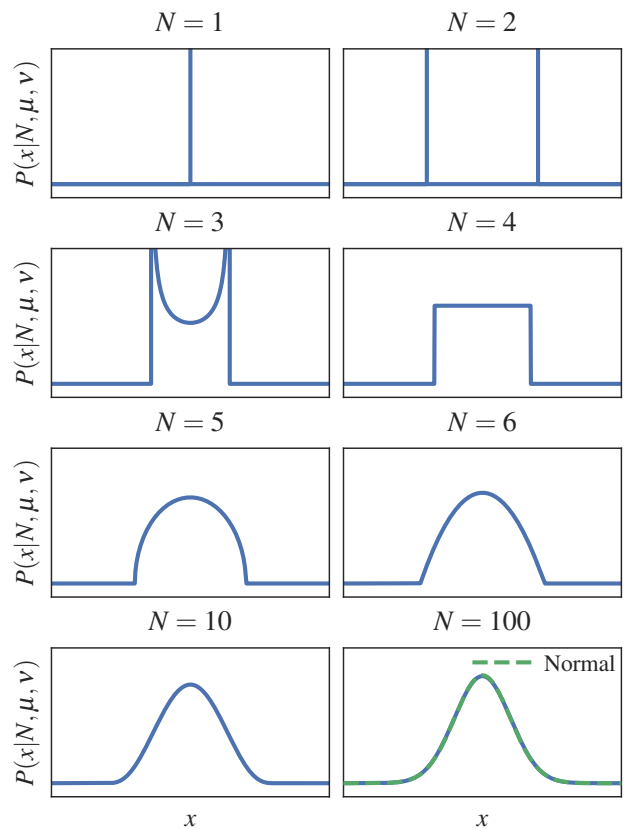 N = 1
N = 2
P(x|N, μ, ν)
N = 3
N = 4
P(x|N, μ, ν)
N = 5
N = 6
P(x|N, μ, ν)
N = 10
N = 100
P(x|N, μ, ν)
Normal
x
x